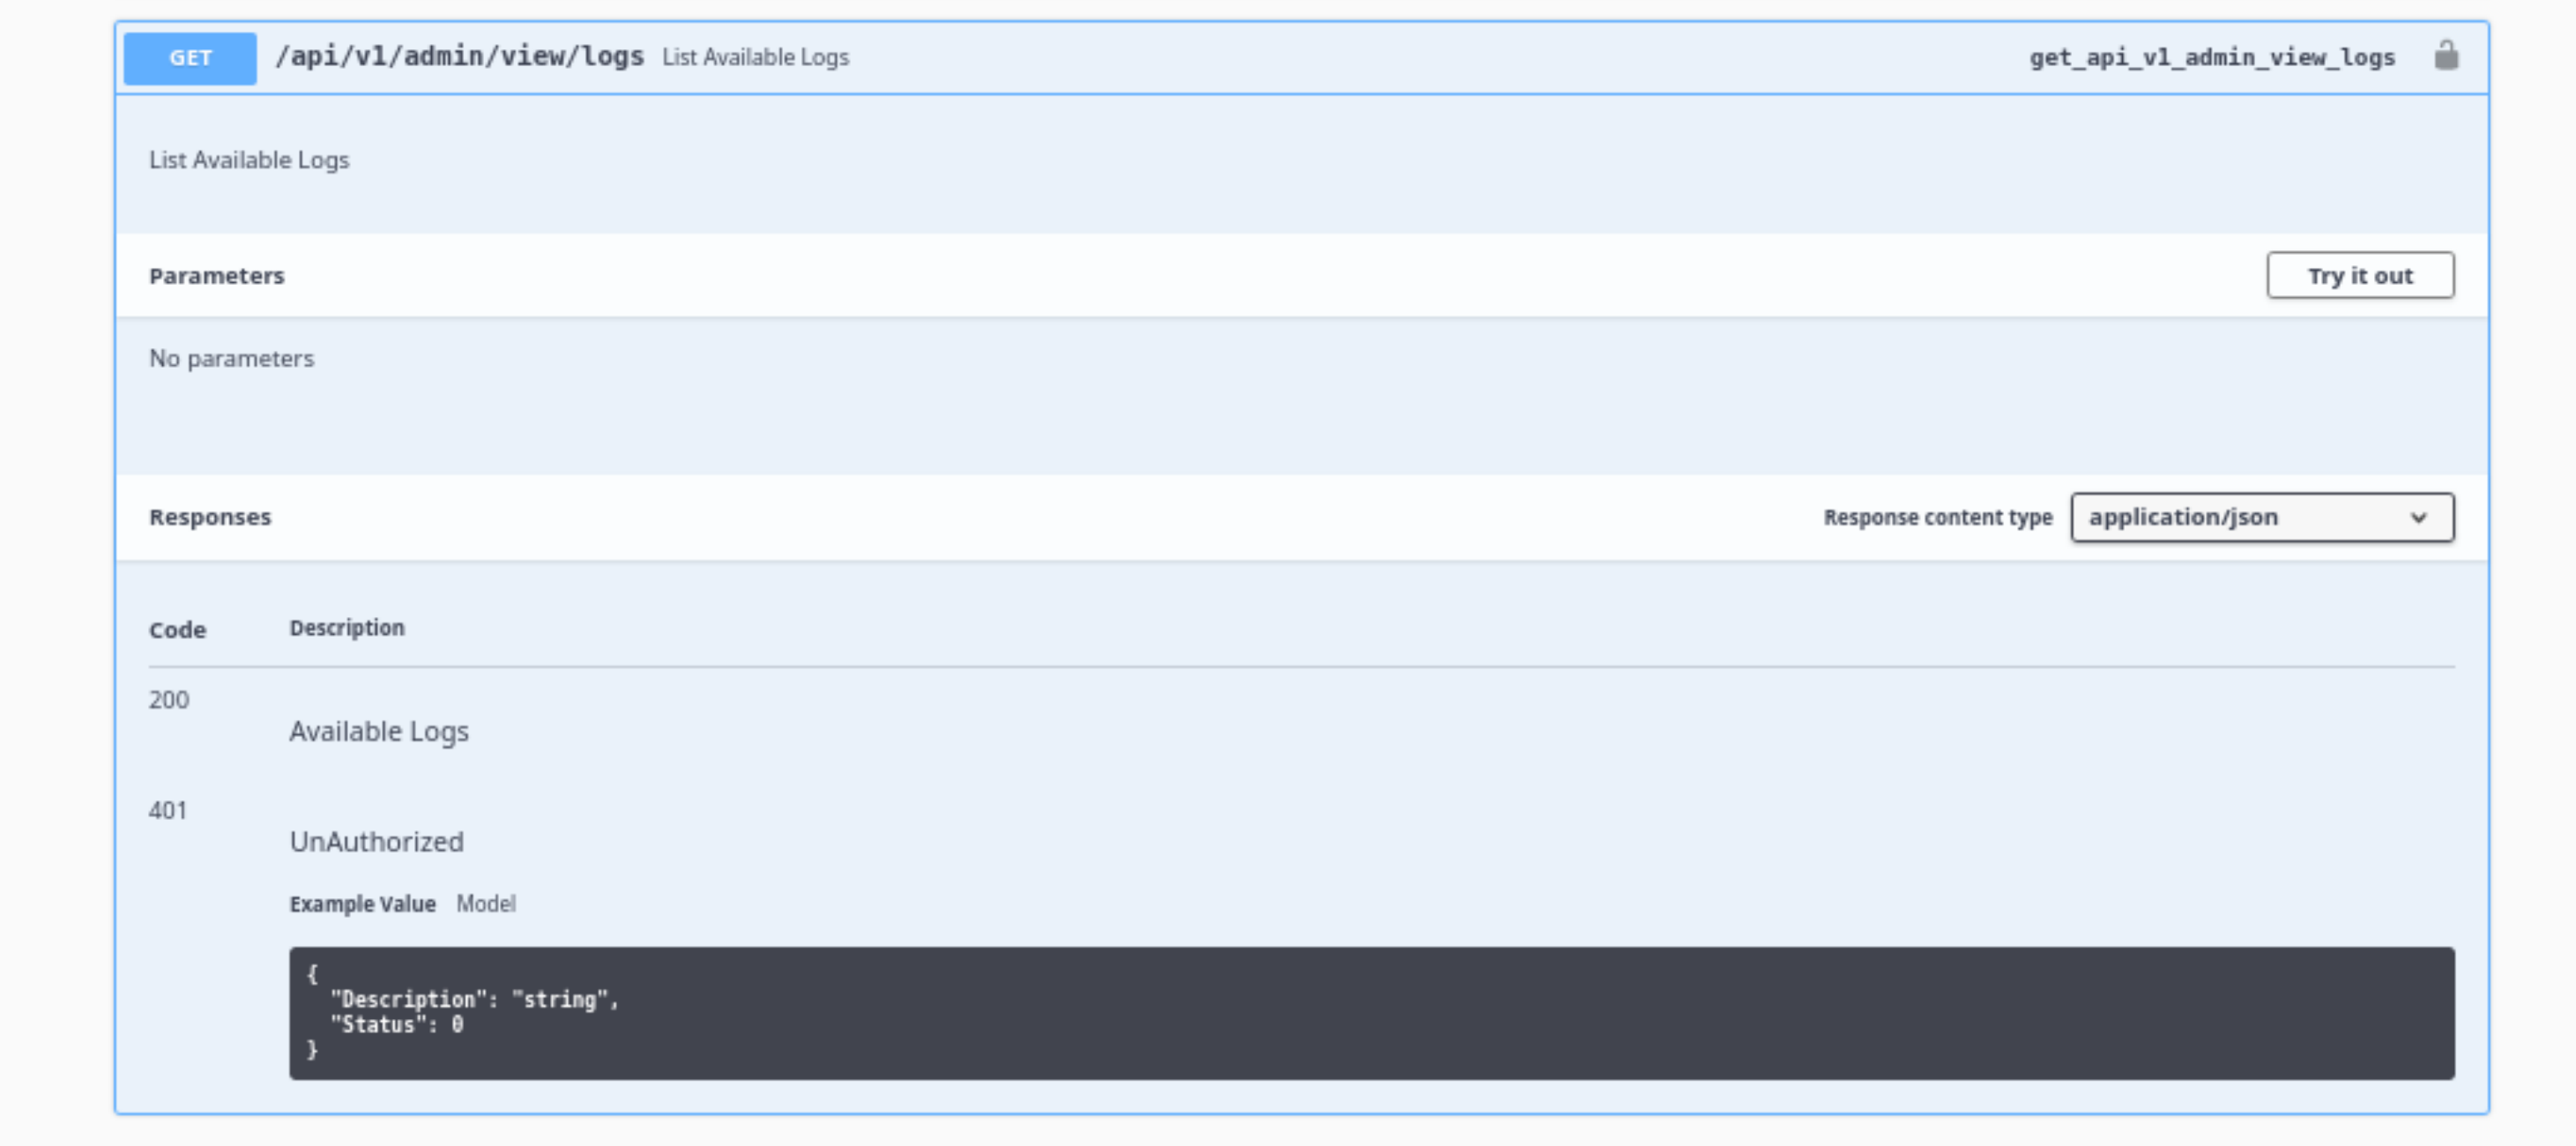 GET /api/v1/admin/view/logs List Available Logs get_api_v1_admin_view_logs
List Available Logs
Parameters Try it out
No parameters
Responses Response content type application/json
Code Description
200
Available Logs
401
UnAuthorized
Example Value Model
{
  "Description": "string",
  "Status": 0
}